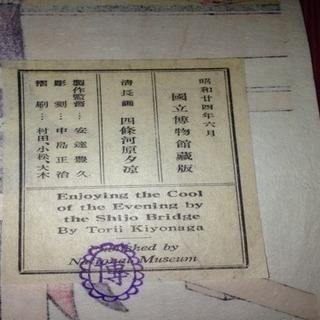 昭和廿四年六月
國立博物館藏版
清長画 四條河原夕涼
製作監督 安達豊久
彫刻 中島正治
摺刷 村田、小松、大木
Enjoying the Cool
of the Evening by
the Shijo Bridge
By Torii Kiyonaga
Published by
National Museum
博